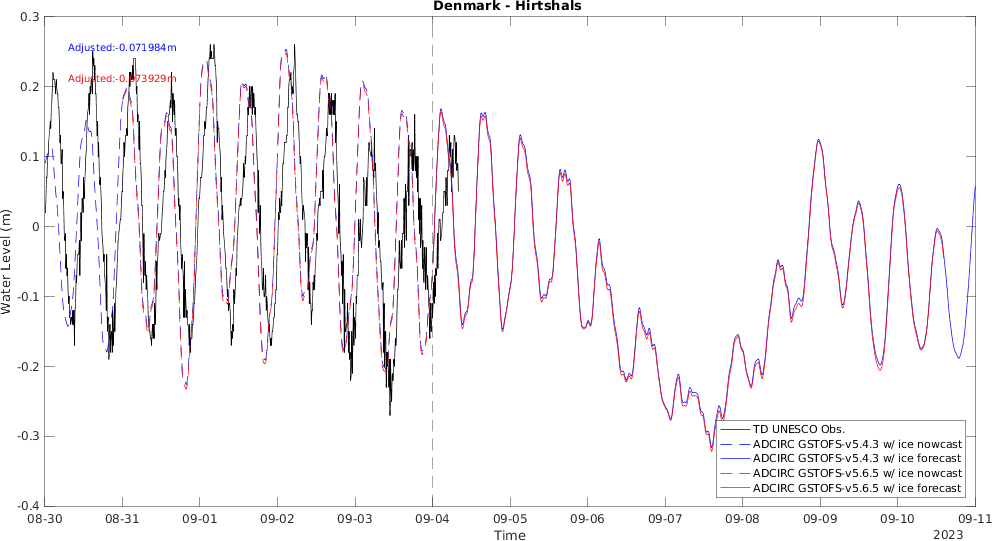 Denmark - Hirtshals
0.3
0.2
0.1
0
-0.1
-0.2
-0.3
-0.4
Water Level (m)
Adjusted:-0.071984m
Adjusted:-0.073929m
TD UNESCO Obs.
ADCIRC GSTOFS-v5.4.3 w/ ice nowcast
ADCIRC GSTOFS-v5.4.3 w/ ice forecast
ADCIRC GSTOFS-v5.6.5 w/ ice nowcast
ADCIRC GSTOFS-v5.6.5 w/ ice forecast
08-30 08-31 09-01 09-02 09-03 09-04 09-05 09-06 09-07 09-08 09-09 09-10 09-11
Time
2023